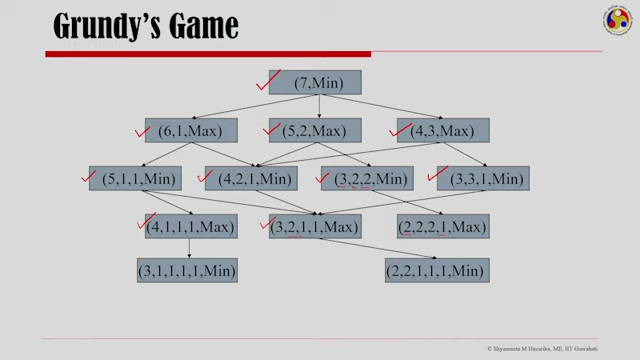 Grundy's Game
(7,Min)
(6,1,Max)
(5,2,Max)
(4,3,Max)
(5,1,1,Min)
(4,2,1,Min)
(3,2,2,Min)
(3,3,1,Min)
(4,1,1,1,Max)
(3,2,1,1,Max)
(2,2,2,1,Max)
(3,1,1,1,1,Min)
(2,2,1,1,1,Min)
© Shyamanta M Hazarika, ME, IIT Guwahati